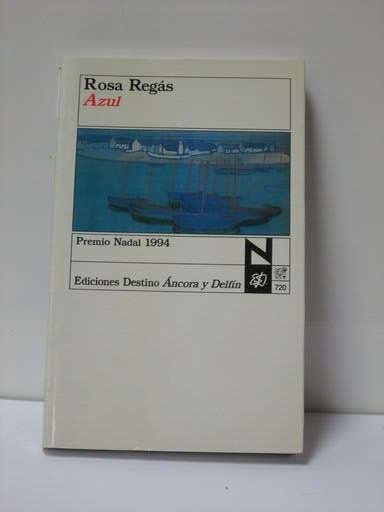 Rosa Regás
Azul
Premio Nadal 1994
N
Ediciones Destino Áncora y Delfín
720